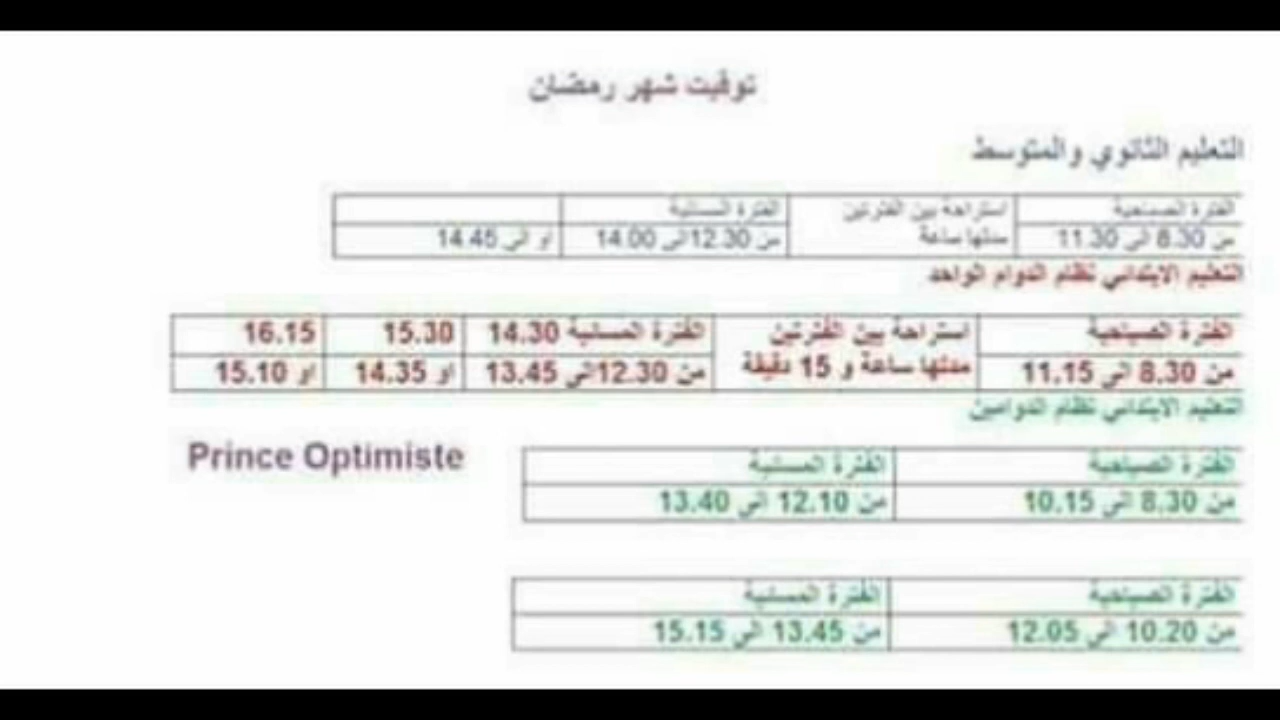 توقيت شهر رمضان
التعليم الثانوي والمتوسط
الفترة الصباحية استراحة بين الفترتين الفترة المسائية
من 8.30 الى 11.30 مدتها ساعة من 12.30الى 14.00 او الى 14.45
التعليم الابتدائي نظام الدوام الواحد
الفترة الصباحية استراحة بين الفترتين الفترة المسائية 14.30 15.30 16.15
من 8.30 الى 11.15 مدتها ساعة و 15 دقيقة من 12.30الى 13.45 او 14.35 او 15.10
التعليم الابتدائي نظام الدوامين
Prince Optimiste
الفترة الصباحية الفترة المسائية
من 8.30 الى 10.15 من 12.10 الى 13.40
الفترة الصباحية الفترة المسائية
من 10.20 الى 12.05 من 13.45 الى 15.15